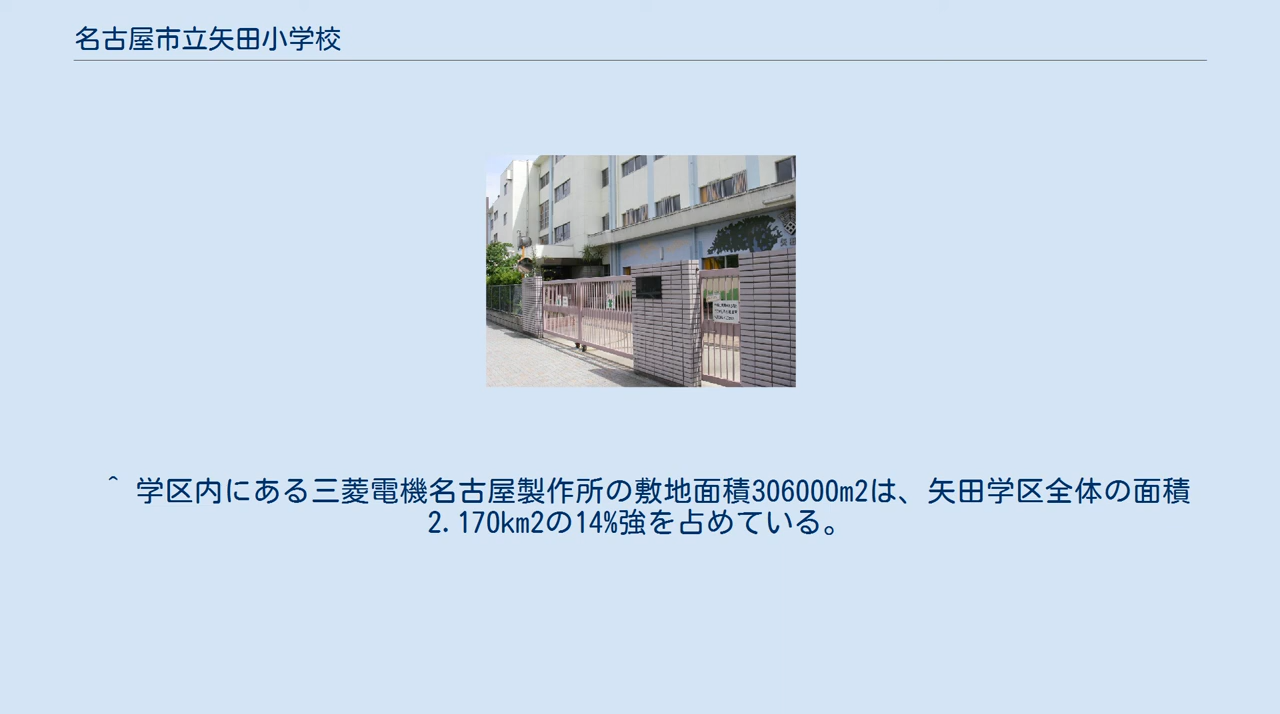 名古屋市立矢田小学校
^ 学区内にある三菱電機名古屋製作所の敷地面積306000m2は、矢田学区全体の面積
2.170km2の14%強を占めている。